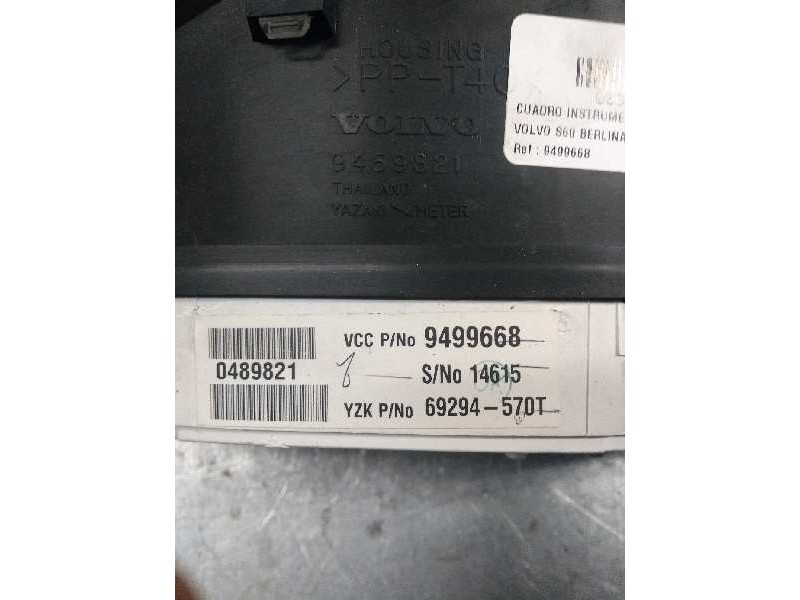 HOUSING
>PP-T40
VOLVO
9459821
THAILAND
YAZAKI METER
CUADRO INSTRUME
VOLVO S60 BERLINA
Ref : 9499668
0489821
VCC P/No 9499668
S/No 14615
YZK P/No 69294-570T